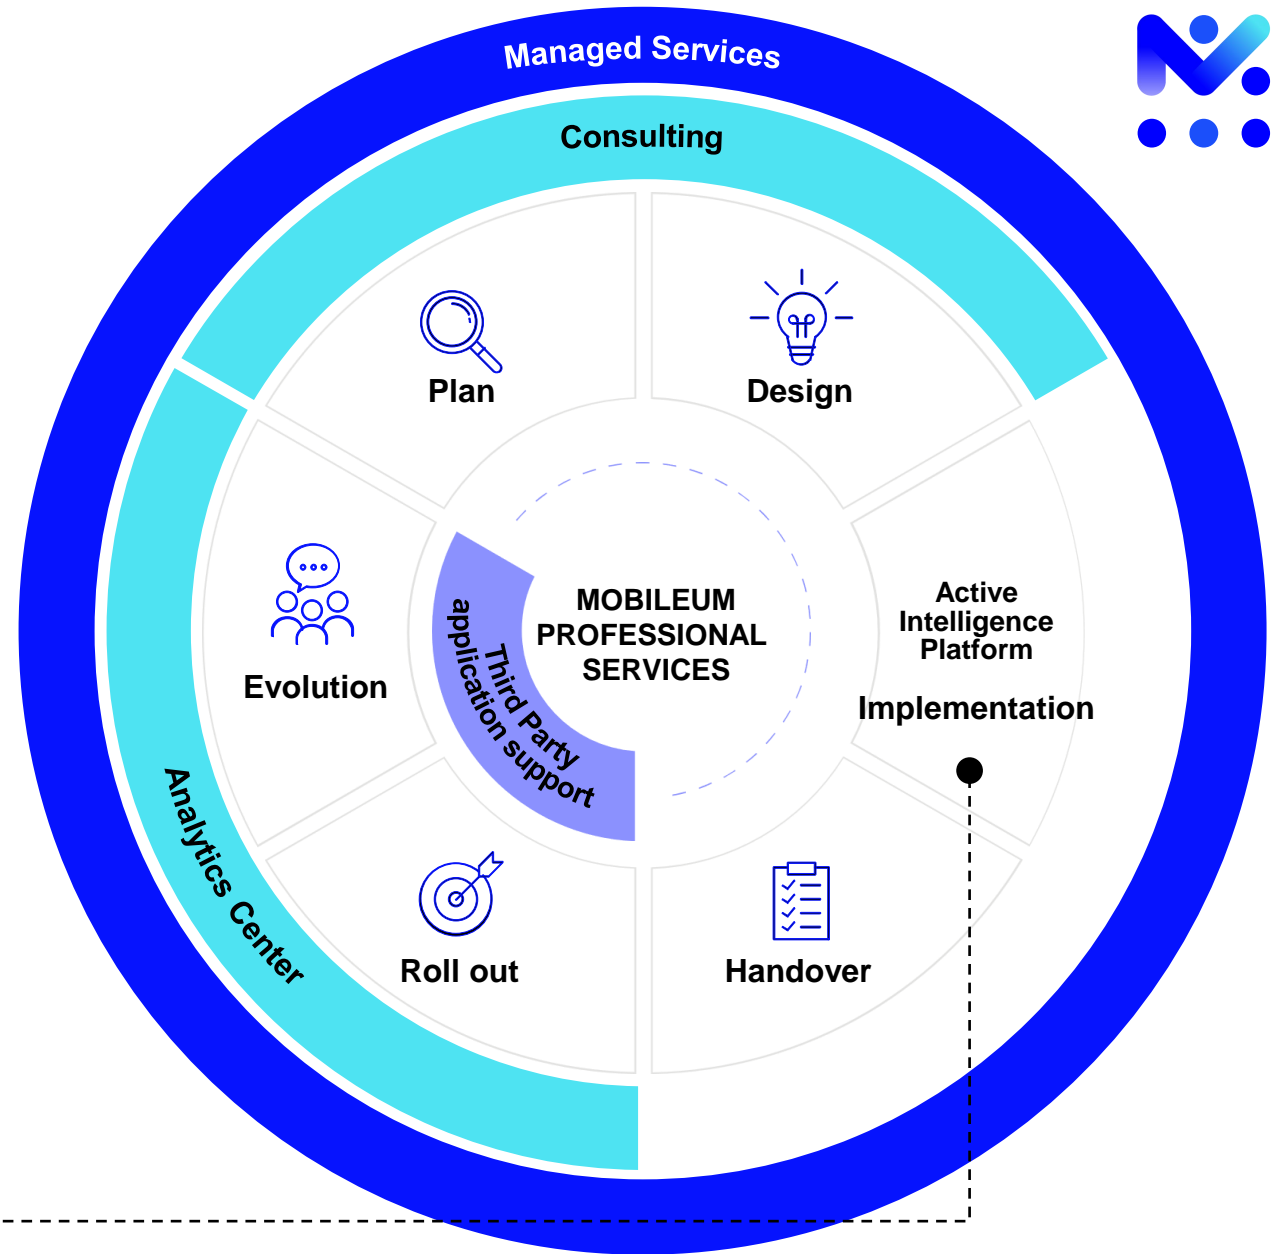 Managed Services
Consulting
Plan
Design
Active
Intelligence
Platform
Implementation
MOBILEUM
PROFESSIONAL
SERVICES
Third Party
application support
Evolution
Analytics Center
Roll out
Handover